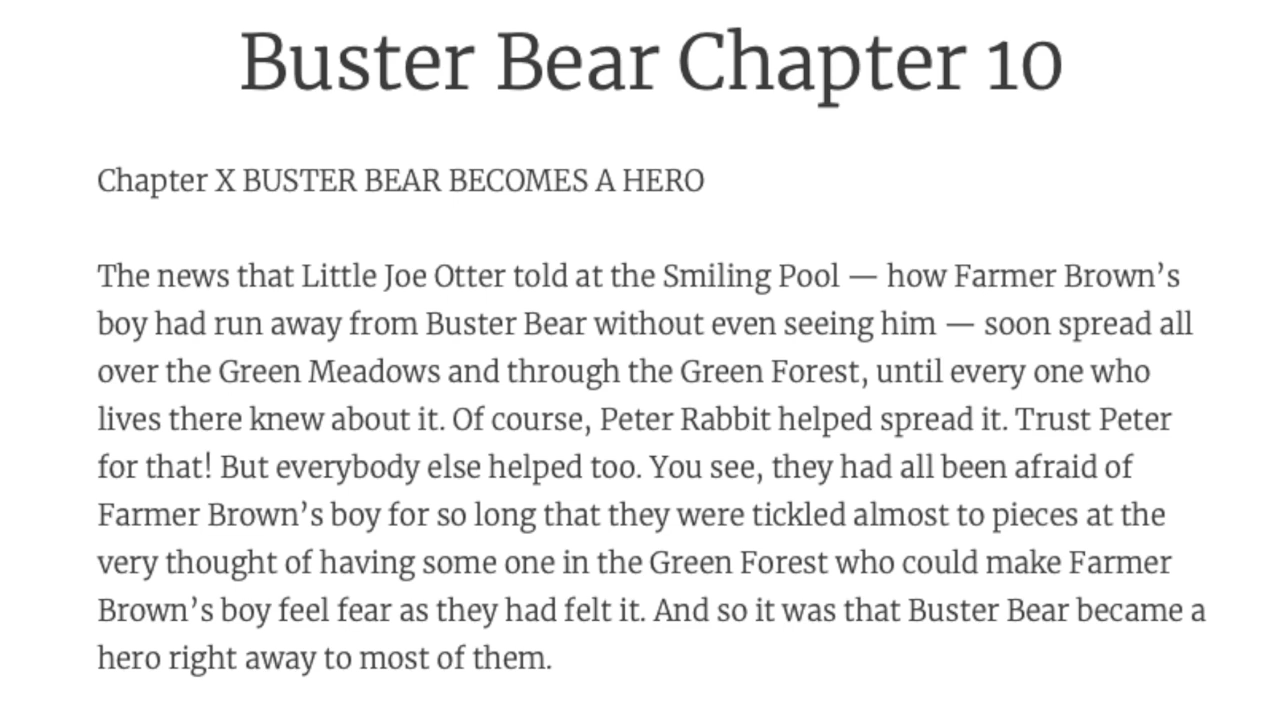 Buster Bear Chapter 10
Chapter X BUSTER BEAR BECOMES A HERO
The news that Little Joe Otter told at the Smiling Pool — how Farmer Brown’s
boy had run away from Buster Bear without even seeing him — soon spread all
over the Green Meadows and through the Green Forest, until every one who
lives there knew about it. Of course, Peter Rabbit helped spread it. Trust Peter
for that! But everybody else helped too. You see, they had all been afraid of
Farmer Brown’s boy for so long that they were tickled almost to pieces at the
very thought of having some one in the Green Forest who could make Farmer
Brown’s boy feel fear as they had felt it. And so it was that Buster Bear became a
hero right away to most of them.